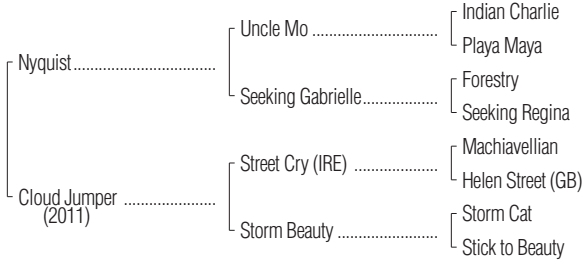 Indian Charlie
Uncle Mo
Playa Maya
Nyquist
Forestry
Seeking Gabrielle
Seeking Regina
Machiavellian
Street Cry (IRE)
Helen Street (GB)
Cloud Jumper
(2011)
Storm Cat
Storm Beauty
Stick to Beauty